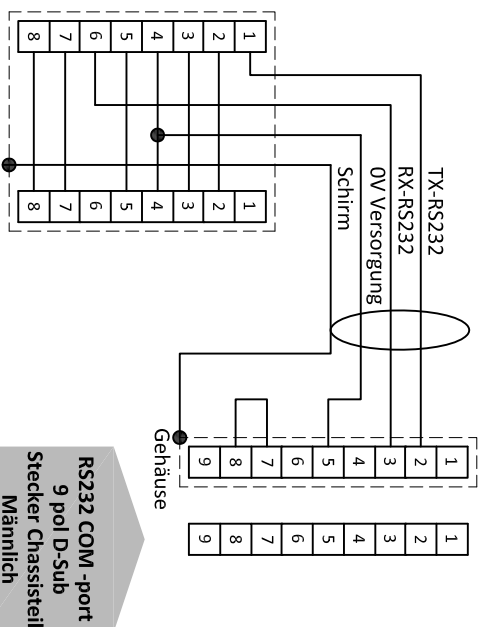 8 7 6 5 4 3 2 1
8 7 6 5 4 3 2 1
TX-RS232
RX-RS232
0V Versorgung
Schirm
Gehäuse
9 8 7 6 5 4 3 2 1
9 8 7 6 5 4 3 2 1
RS232 COM -port
9 pol D-Sub
Stecker Chassisteil
Männlich